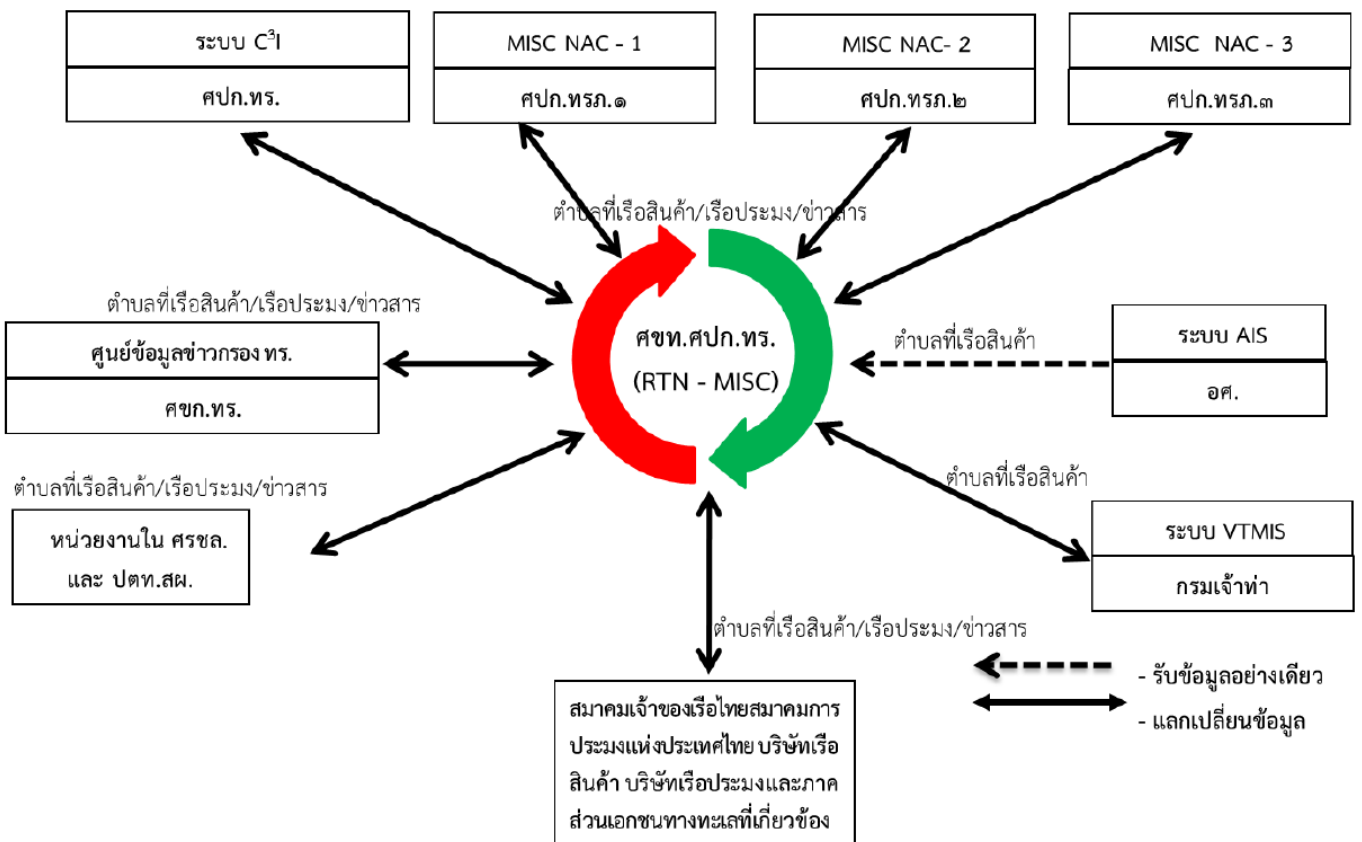 ระบบ C³I
ศปก.ทร.
MISC NAC - 1
ศปก.ทรภ.๑
MISC NAC- 2
ศปก.ทรภ.๒
MISC NAC - 3
ศปก.ทรภ.๓
ตำบลที่เรือสินค้า/เรือประมง/ข่าวสาร
ตำบลที่เรือสินค้า/เรือประมง/ข่าวสาร
ศูนย์ข้อมูลข่าวกรอง ทร.
ศขก.ทร.
ศขท.ศปก.ทร.
(RTN - MISC)
ตำบลที่เรือสินค้า
ระบบ AIS
อศ.
ตำบลที่เรือสินค้า/เรือประมง/ข่าวสาร
หน่วยงานใน ศรชล.
และ ปตท.สผ.
ตำบลที่เรือสินค้า
ระบบ VTMIS
กรมเจ้าท่า
ตำบลที่เรือสินค้า/เรือประมง/ข่าวสาร
สมาคมเจ้าของเรือไทยสมาคมการ
ประมงแห่งประเทศไทย บริษัทเรือ
สินค้า บริษัทเรือประมงและภาค
ส่วนเอกชนทางทะเลที่เกี่ยวข้อง
- รับข้อมูลอย่างเดียว
- แลกเปลี่ยนข้อมูล